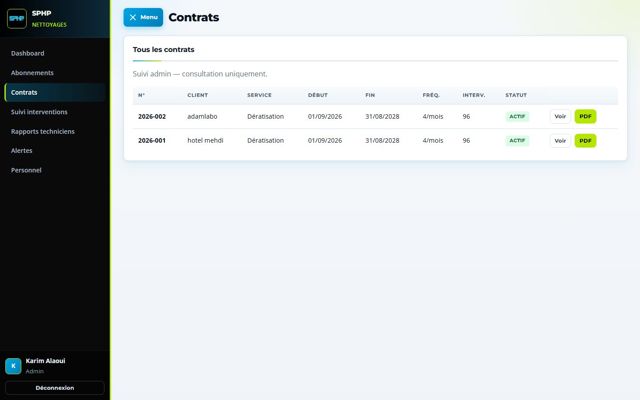 SPHP
SPHP
NETTOYAGES
Dashboard
Abonnements
Contrats
Suivi interventions
Rapports techniciens
Alertes
Personnel
K
Karim Alaoui
Admin
Déconnexion
Menu
Contrats
Tous les contrats
Suivi admin — consultation uniquement.
N° CLIENT SERVICE DÉBUT FIN FRÉQ. INTERV. STATUT
2026-002 adamlabo Dératisation 01/09/2026 31/08/2028 4/mois 96 ACTIF Voir PDF
2026-001 hotel mehdi Dératisation 01/09/2026 31/08/2028 4/mois 96 ACTIF Voir PDF